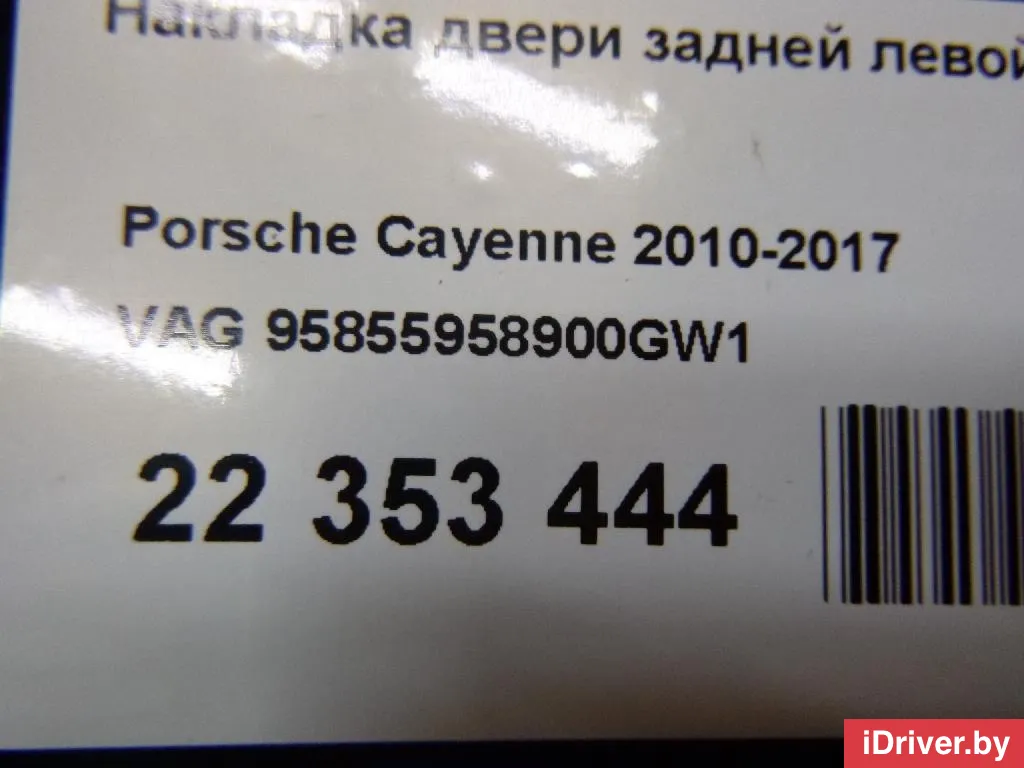 Накладка двери задней левой
Porsche Cayenne 2010-2017
VAG 95855958900GW1
22 353 444
iDriver.by